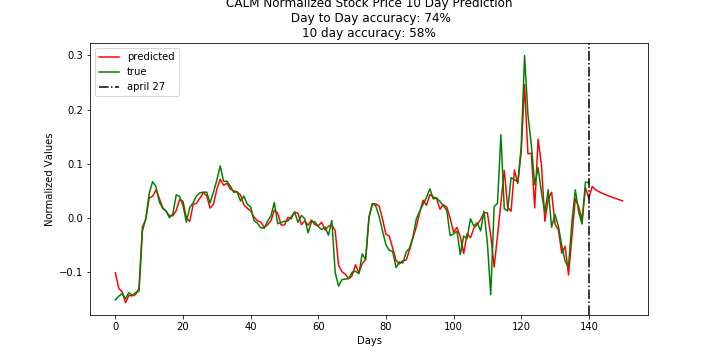 CALM Normalized Stock Price 10 Day Prediction
Day to Day accuracy: 74%
10 day accuracy: 58%
predicted
true
april 27
Normalized Values
0.3
0.2
0.1
0.0
−0.1
0 20 40 60 80 100 120 140
Days